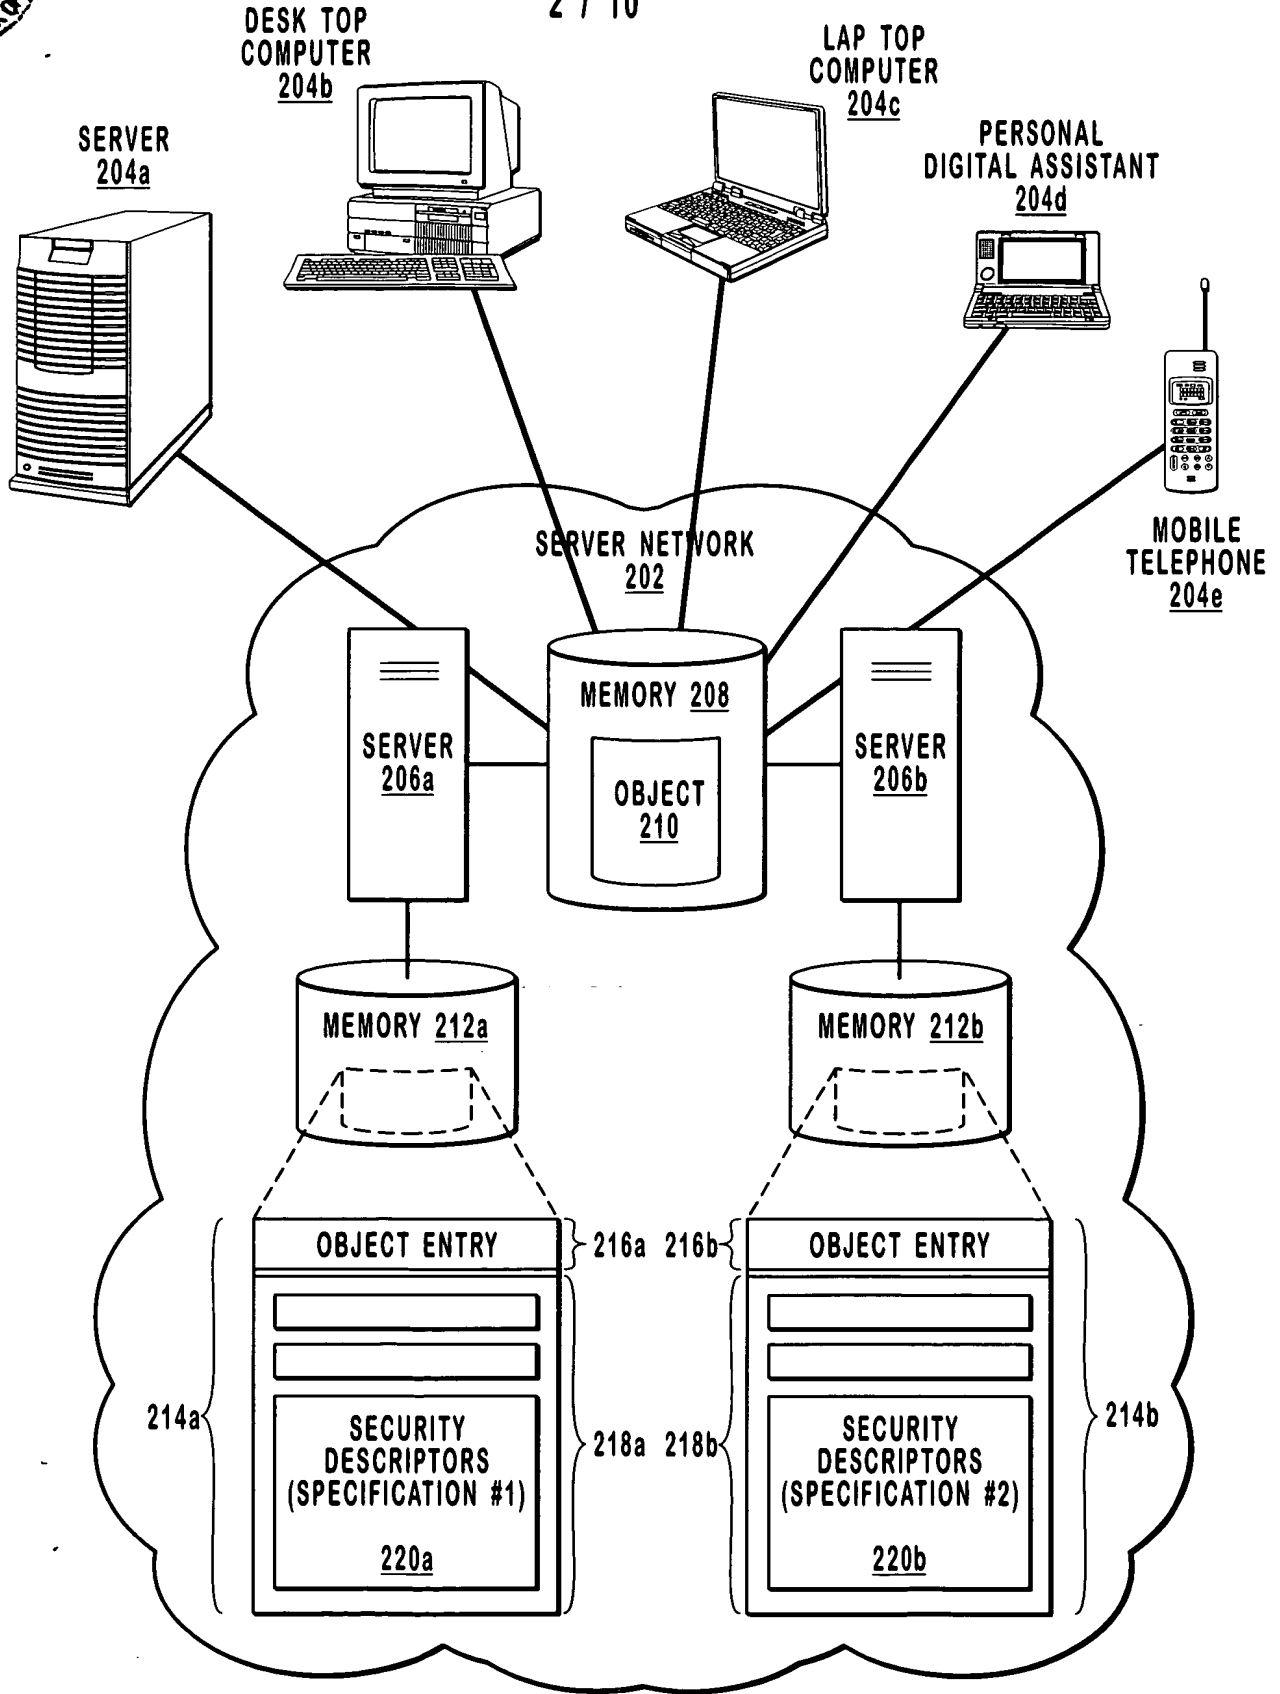 2 / 10
DESK TOP
COMPUTER
204b
LAP TOP
COMPUTER
204c
SERVER
204a
PERSONAL
DIGITAL ASSISTANT
204d
MOBILE
TELEPHONE
204e
SERVER NETWORK
202
MEMORY 208
SERVER
206a
OBJECT
210
SERVER
206b
MEMORY 212a
MEMORY 212b
OBJECT ENTRY
216a
216b
OBJECT ENTRY
214a
SECURITY
DESCRIPTORS
(SPECIFICATION #1)
220a
218a
218b
SECURITY
DESCRIPTORS
(SPECIFICATION #2)
220b
214b